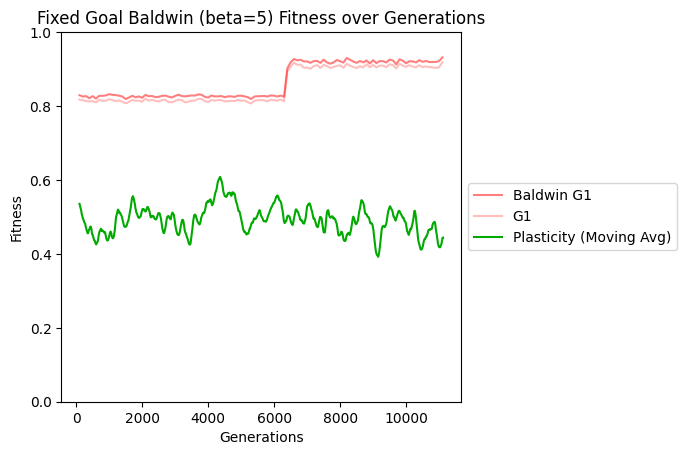 Fixed Goal Baldwin (beta=5) Fitness over Generations
1.0
0.8
0.6
0.4
0.2
0.0
Fitness
0 2000 4000 6000 8000 10000
Generations
Baldwin G1
G1
Plasticity (Moving Avg)